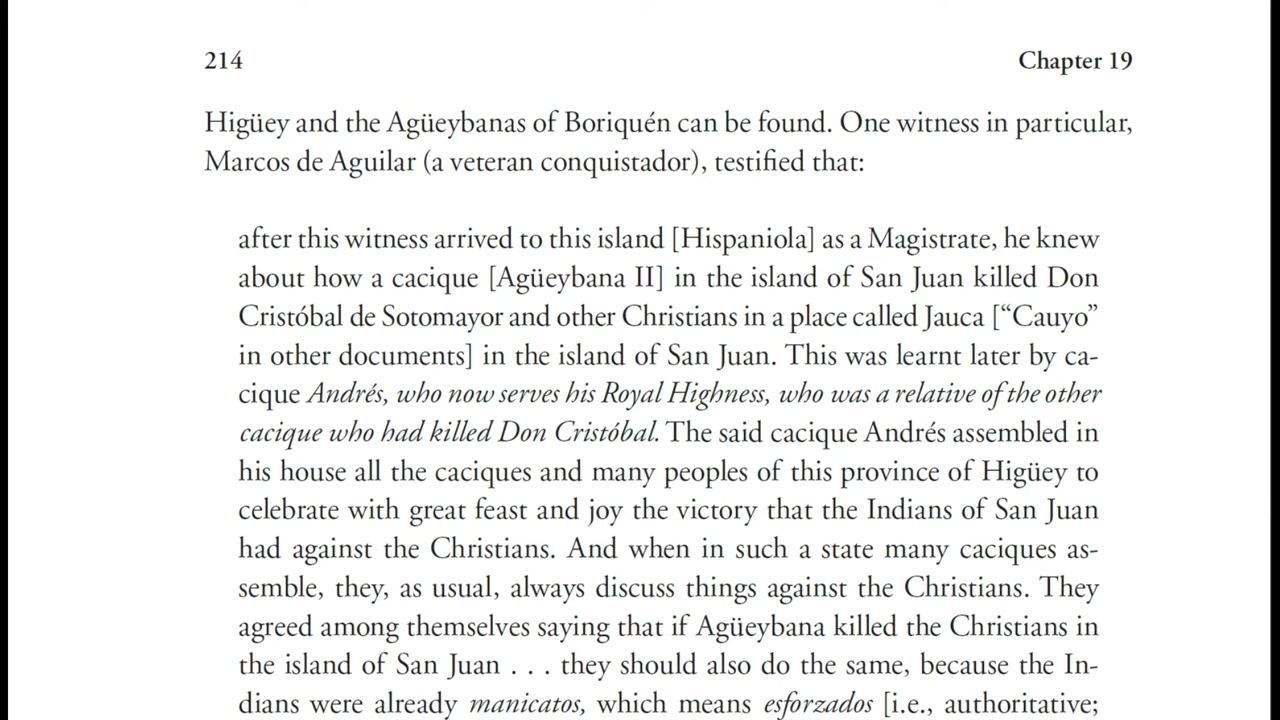 214
Chapter 19
Higüey and the Agüeybanas of Boriquén can be found. One witness in particular,
Marcos de Aguilar (a veteran conquistador), testified that:
after this witness arrived to this island [Hispaniola] as a Magistrate, he knew
about how a cacique [Agüeybana II] in the island of San Juan killed Don
Cristóbal de Sotomayor and other Christians in a place called Jauca [“Cauyo”
in other documents] in the island of San Juan. This was learnt later by ca-
cique Andrés, who now serves his Royal Highness, who was a relative of the other
cacique who had killed Don Cristóbal. The said cacique Andrés assembled in
his house all the caciques and many peoples of this province of Higüey to
celebrate with great feast and joy the victory that the Indians of San Juan
had against the Christians. And when in such a state many caciques as-
semble, they, as usual, always discuss things against the Christians. They
agreed among themselves saying that if Agüeybana killed the Christians in
the island of San Juan . . . they should also do the same, because the In-
dians were already manicatos, which means esforzados [i.e., authoritative;